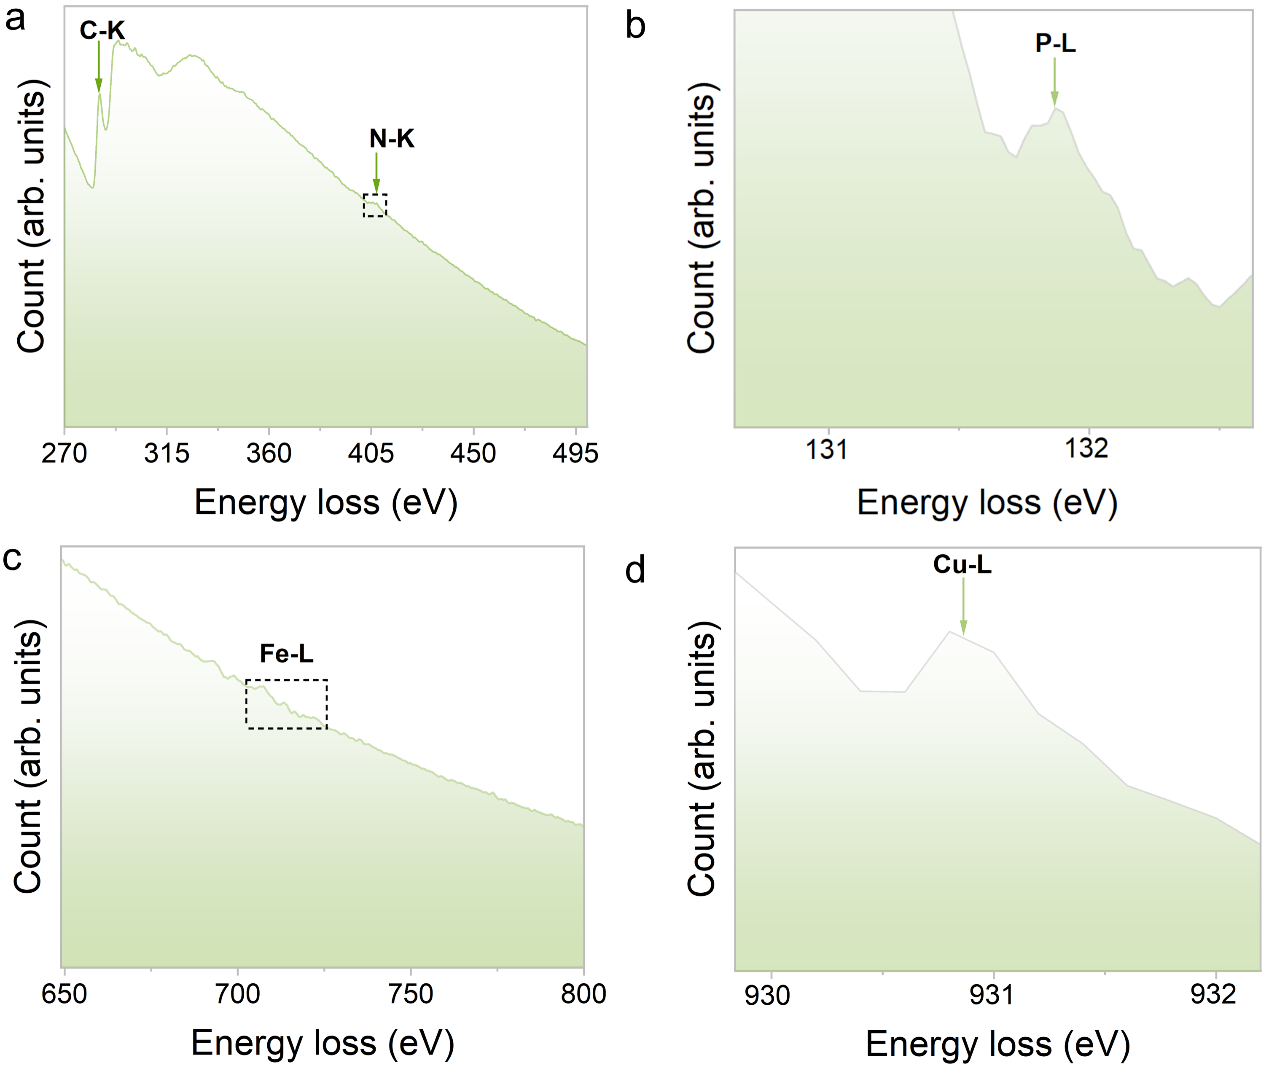 a
C-K
N-K
Count (arb. units)
270 315 360 405 450 495
Energy loss (eV)
b
P-L
Count (arb. units)
131 132
Energy loss (eV)
c
Fe-L
Count (arb. units)
650 700 750 800
Energy loss (eV)
d
Cu-L
Count (arb. units)
930 931 932
Energy loss (eV)